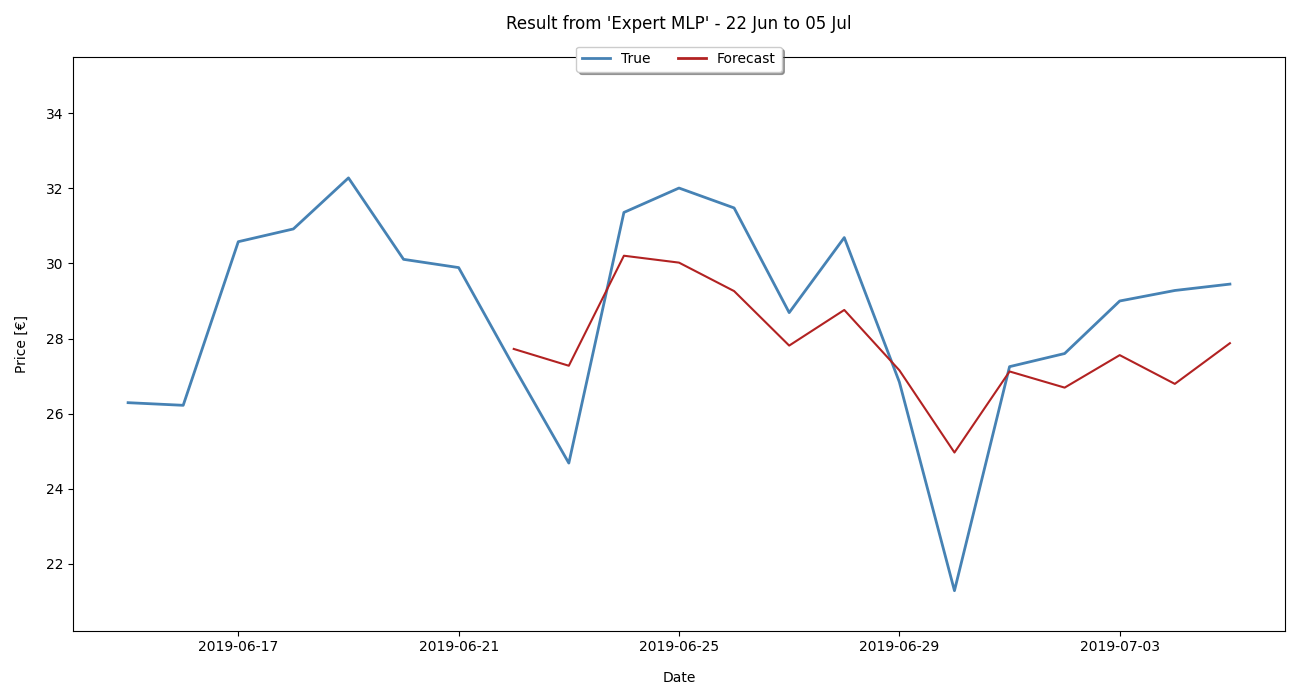 Result from 'Expert MLP' - 22 Jun to 05 Jul
True Forecast
34
32
30
28
26
24
22
Price [€]
2019-06-17 2019-06-21 2019-06-25 2019-06-29 2019-07-03
Date